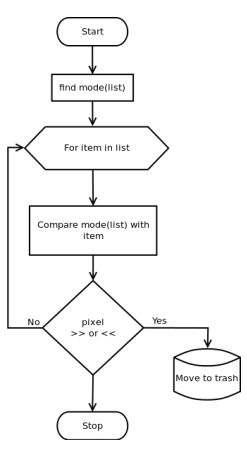 Start
find mode(list)
For item in list
Compare mode(list) with
item
pixel
>> or <<
No
Yes
Move to trash
Stop